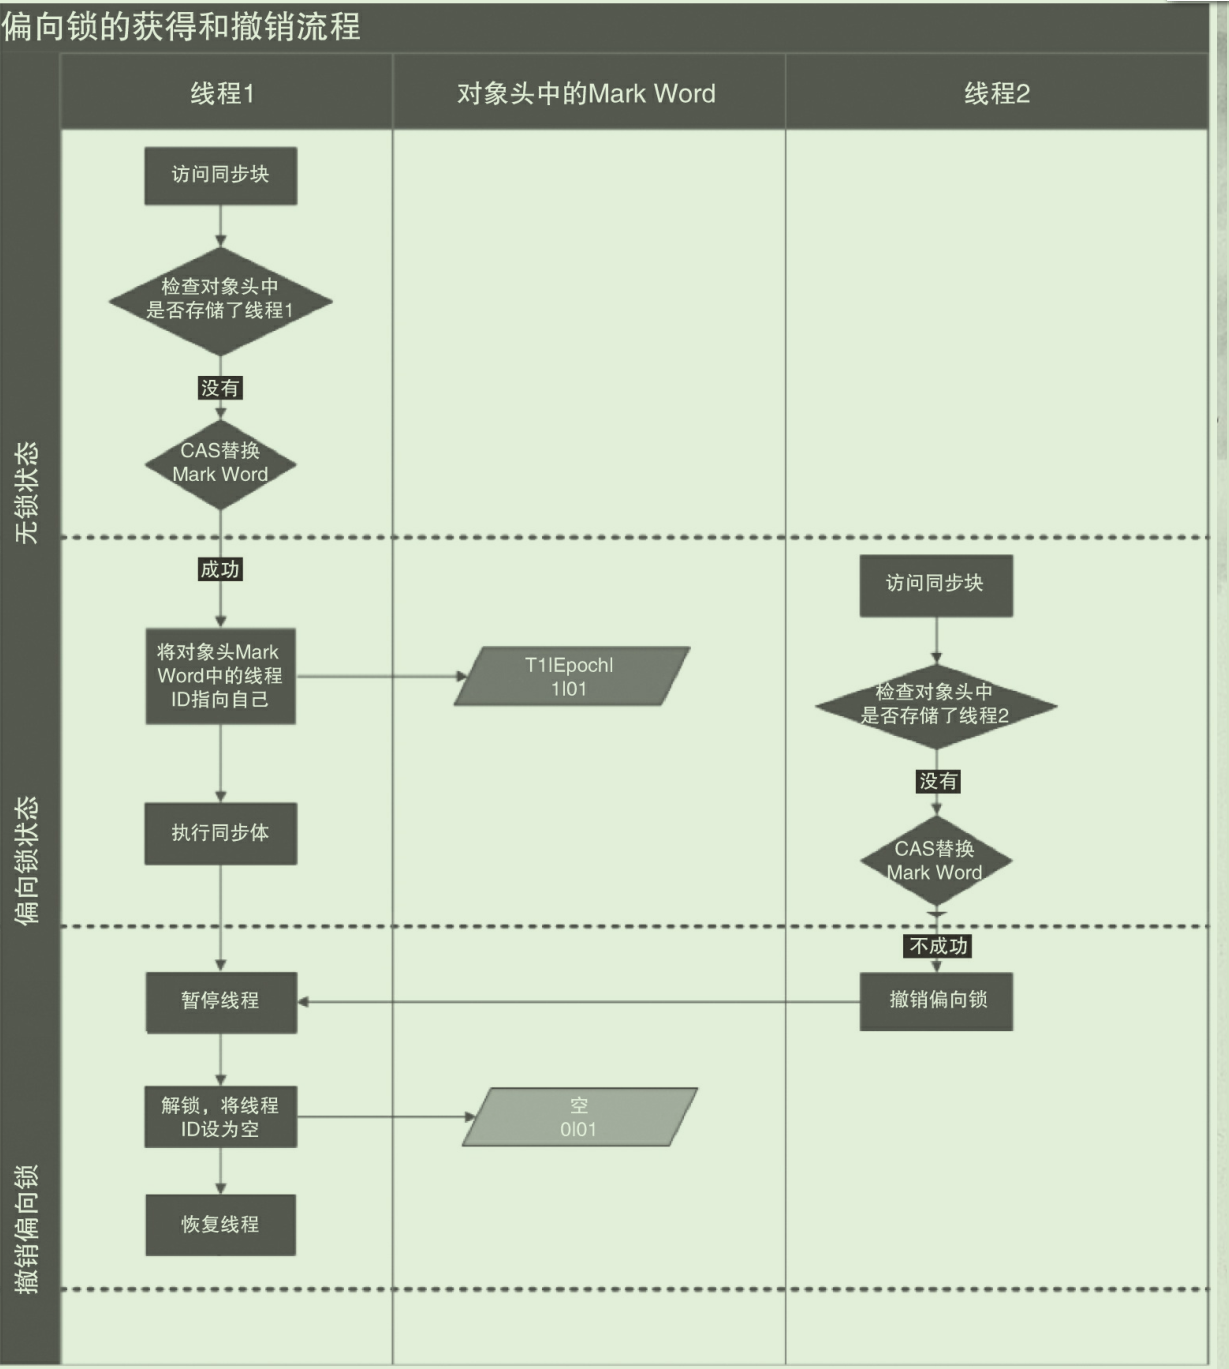 偏向锁的获得和撤销流程
线程1
对象头中的Mark Word
线程2
无锁状态
访问同步块
检查对象头中
是否存储了线程1
没有
CAS替换
Mark Word
偏向锁状态
成功
将对象头Mark
Word中的线程
ID指向自己
T1|Epoch|
1|01
执行同步体
访问同步块
检查对象头中
是否存储了线程2
没有
CAS替换
Mark Word
撤销偏向锁
不成功
撤销偏向锁
暂停线程
解锁，将线程
ID设为空
空
0|01
恢复线程